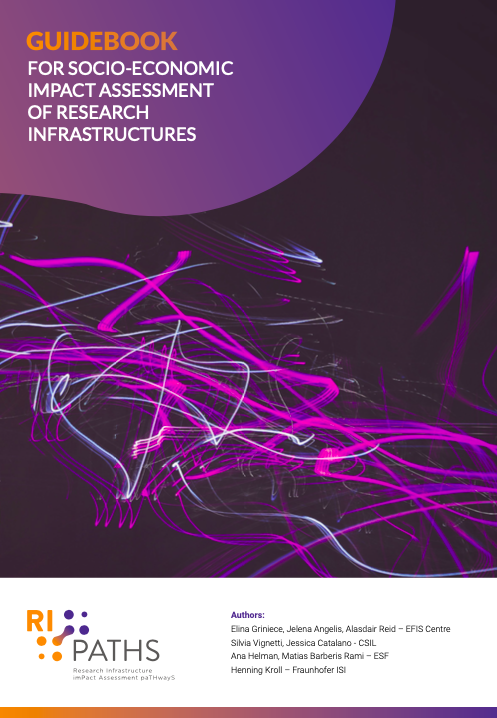 GUIDEBOOK
FOR SOCIO-ECONOMIC
IMPACT ASSESSMENT
OF RESEARCH
INFRASTRUCTURES
RI
PATHS
Research Infrastructure
imPact Assessment paTHwayS
Authors:
Elina Griniece, Jelena Angelis, Alasdair Reid – EFIS Centre
Silvia Vignetti, Jessica Catalano - CSIL
Ana Helman, Matias Barberis Rami – ESF
Henning Kroll – Fraunhofer ISI